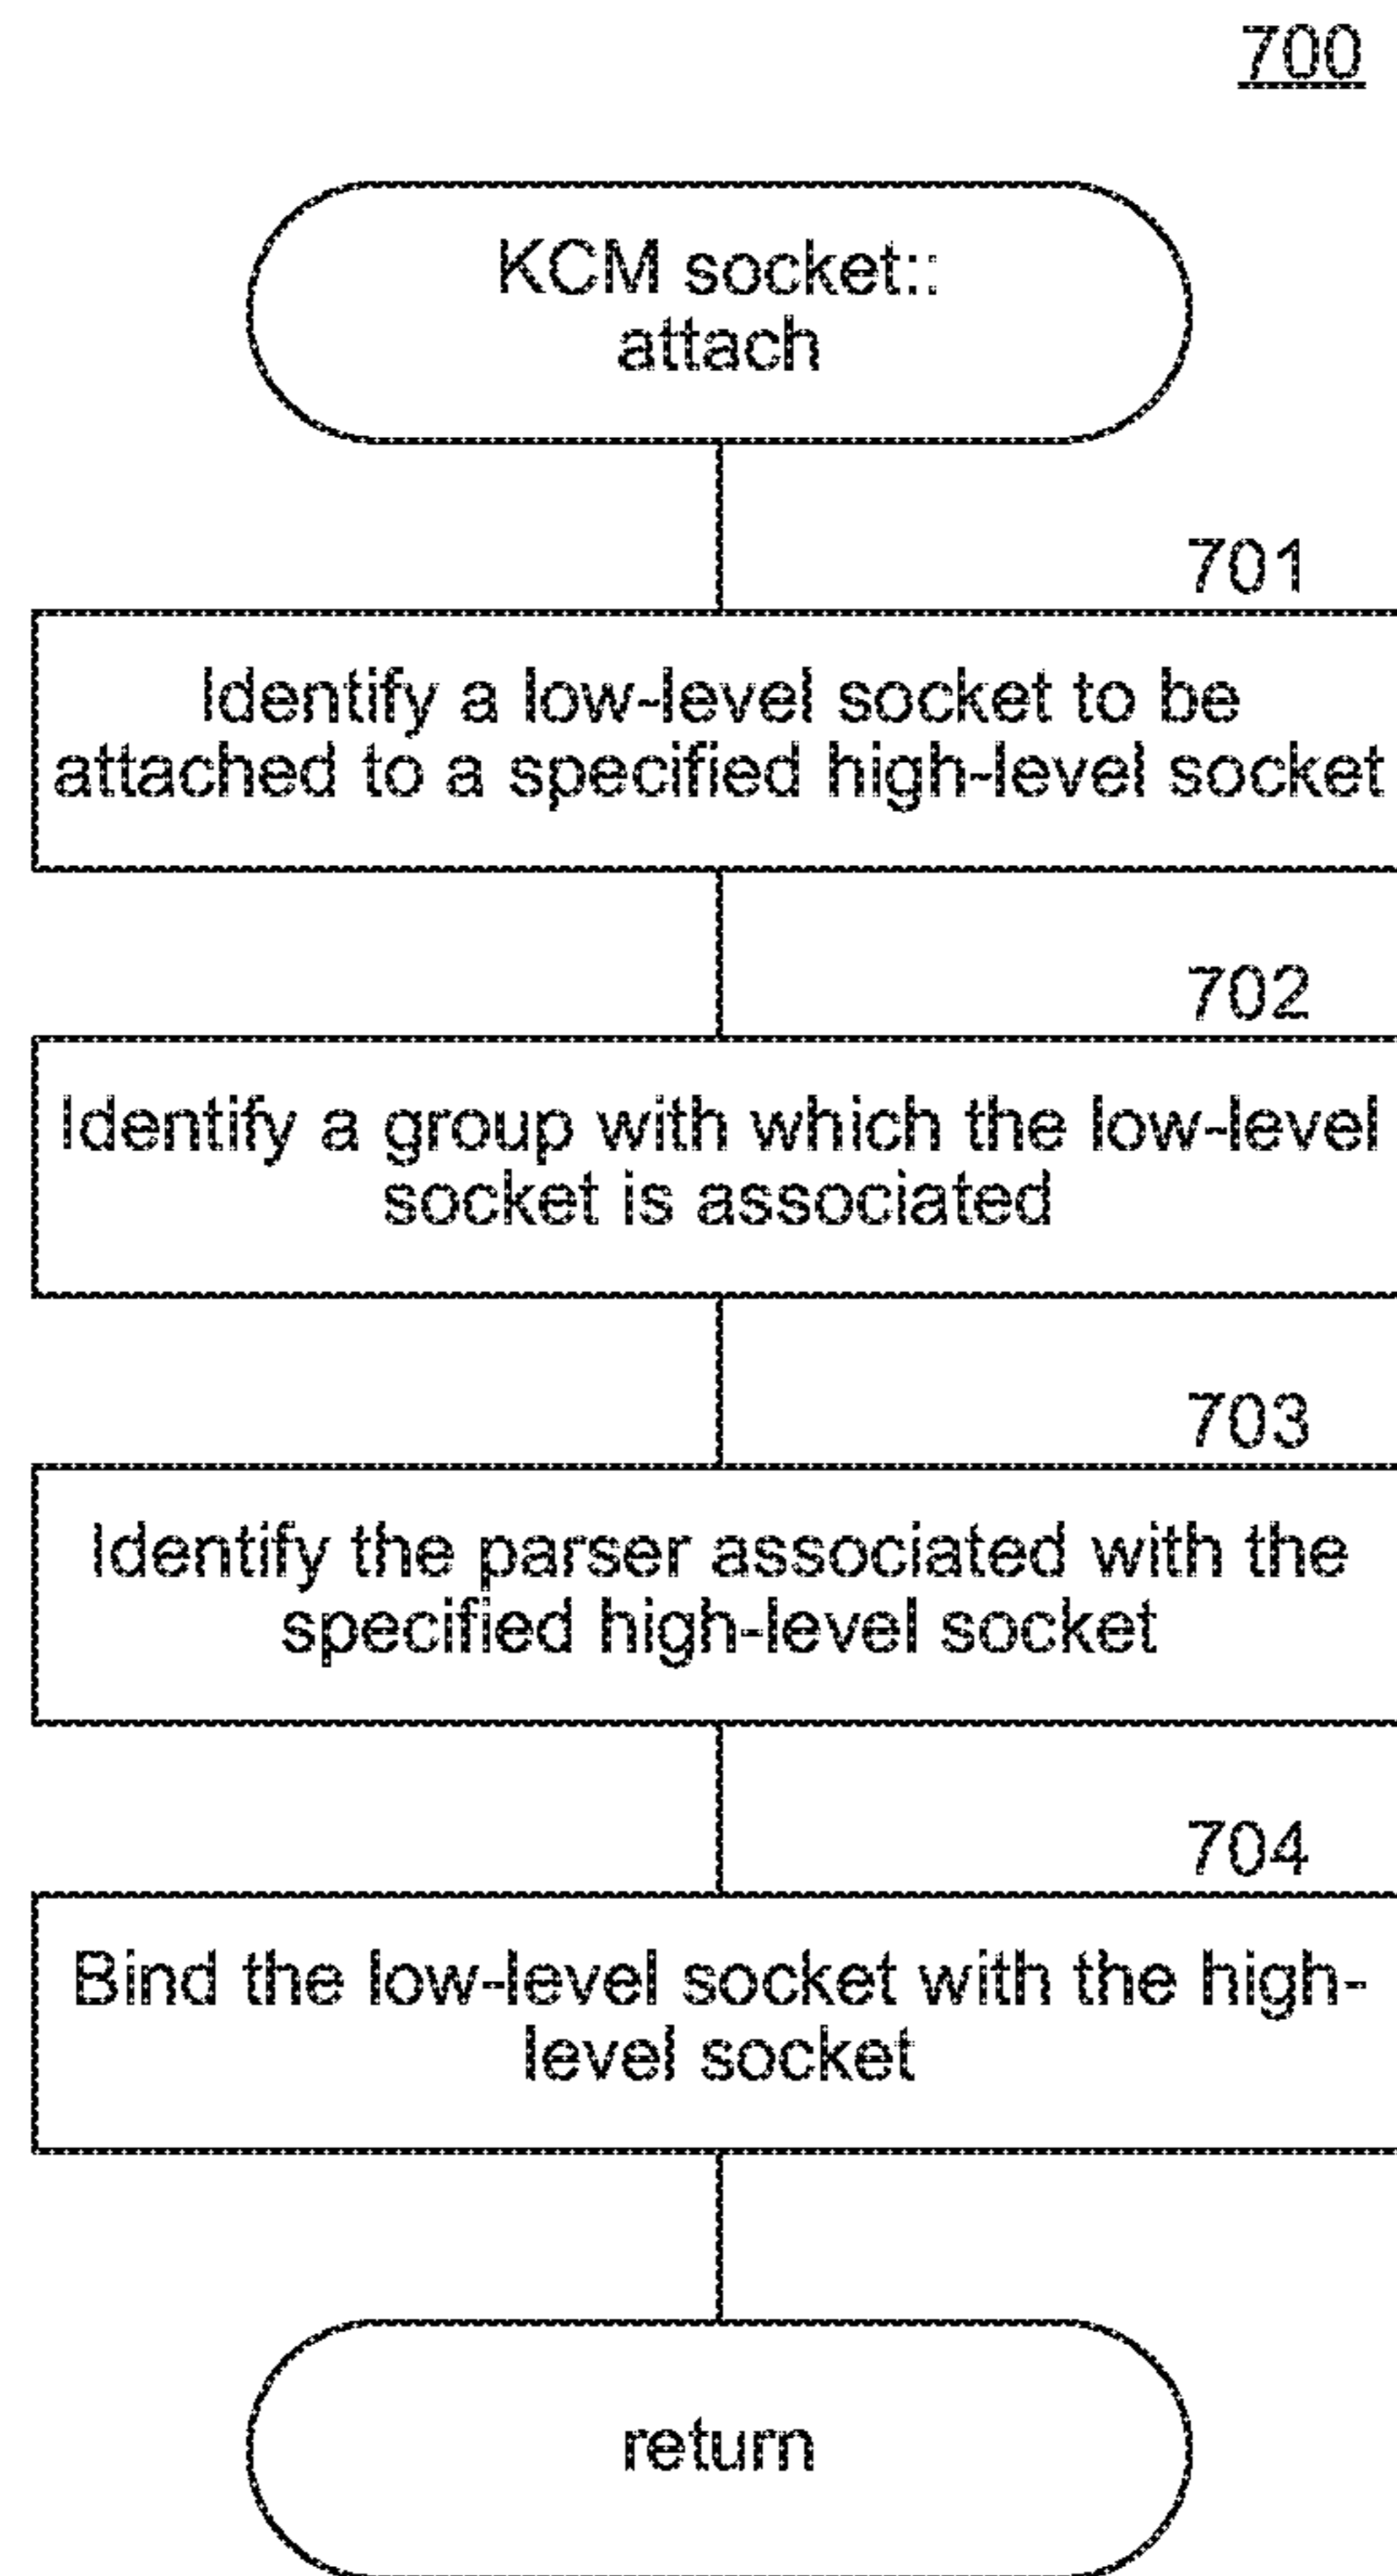 700
KCM socket::
attach
701
Identify a low-level socket to be
attached to a specified high-level socket
702
Identify a group with which the low-level
socket is associated
703
Identify the parser associated with the
specified high-level socket
704
Bind the low-level socket with the high-
level socket
return